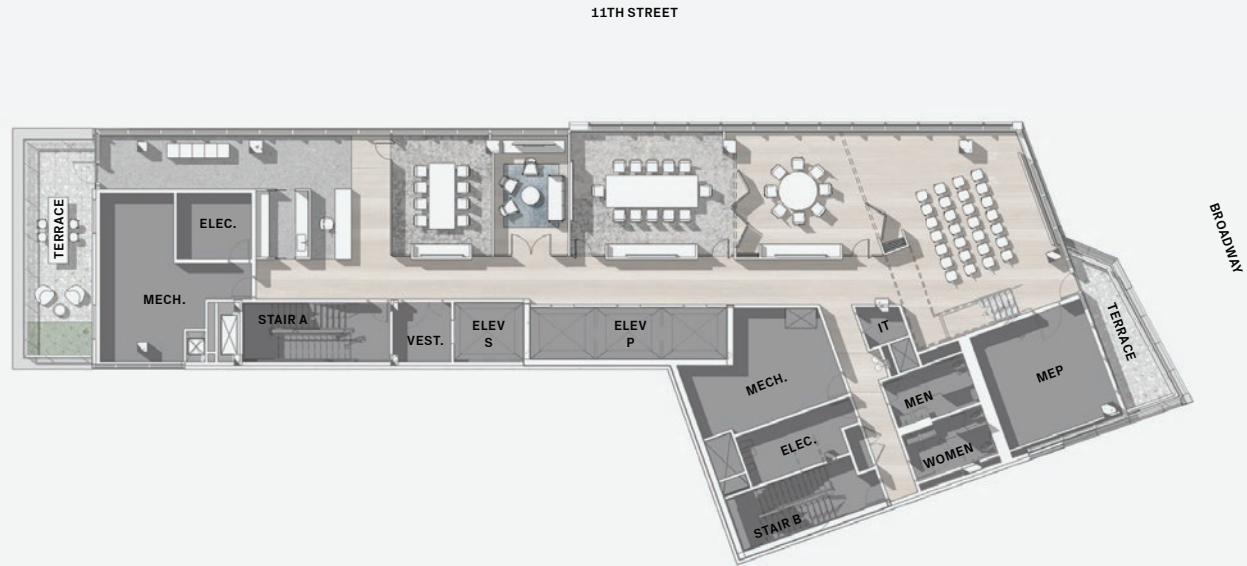 11TH STREET
BROADWAY
TERRACE
ELEC.
MECH.
STAIR A
VEST.
ELEV
S
ELEV
P
IT
TERRACE
MECH.
MEN
MEP
ELEC.
WOMEN
STAIR B